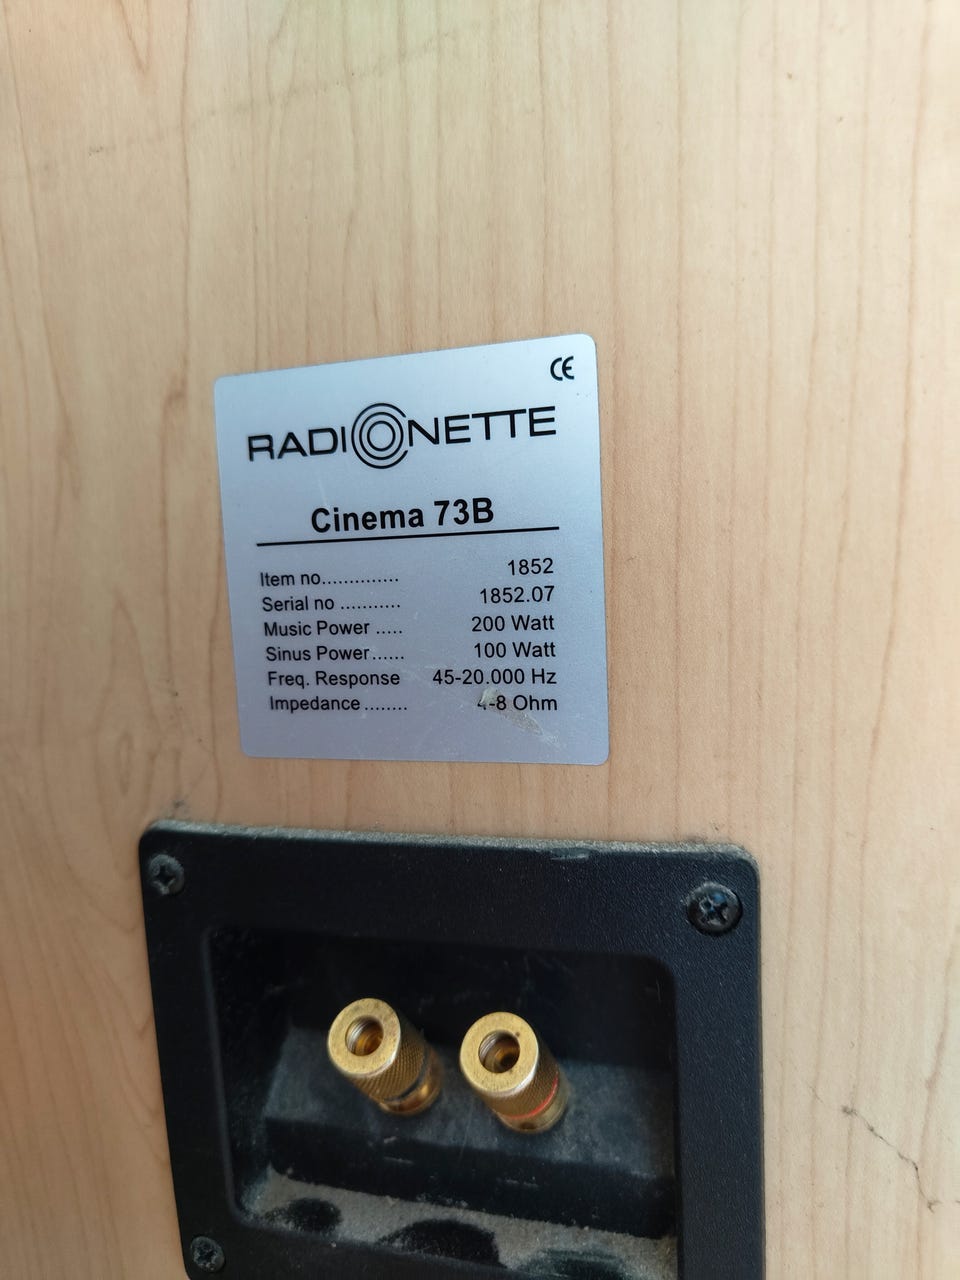 CE
RADIONETTE
Cinema 73B
Item no.............. 1852
Serial no ........... 1852.07
Music Power ..... 200 Watt
Sinus Power...... 100 Watt
Freq. Response 45-20.000 Hz
Impedance ........ 4-8 Ohm